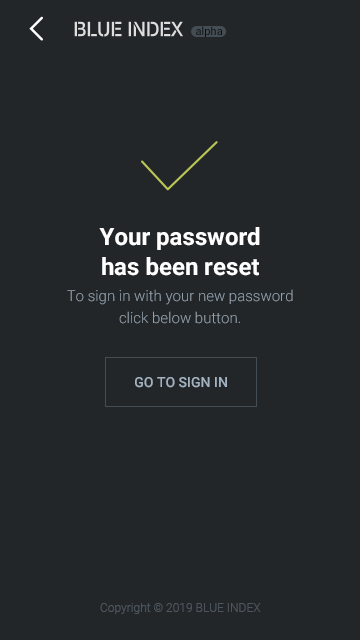 BLUE INDEX alpha
Your password
has been reset
To sign in with your new password
click below button.
GO TO SIGN IN
Copyright © 2019 BLUE INDEX